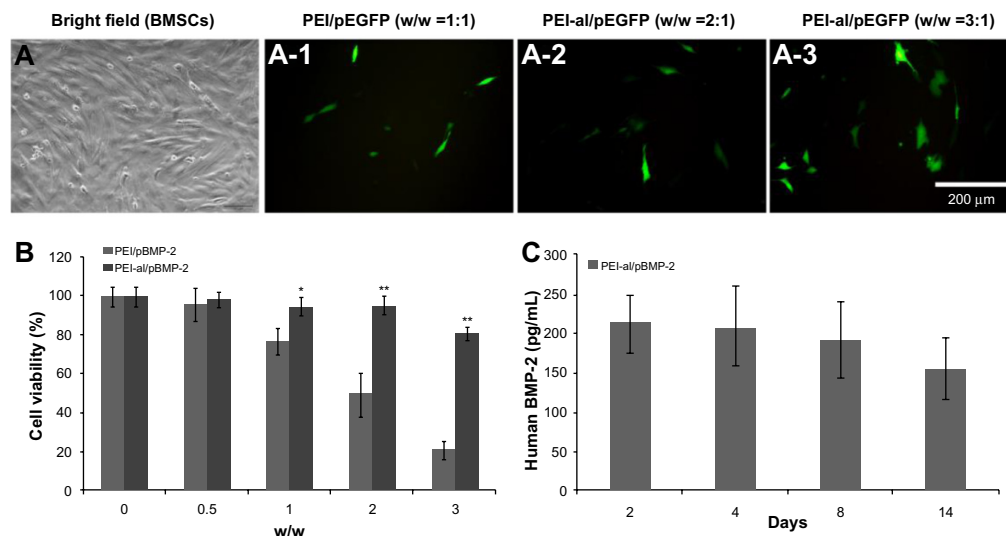 Bright field (BMSCs)
PEI/pEGFP (w/w =1:1)
PEI-al/pEGFP (w/w =2:1)
PEI-al/pEGFP (w/w =3:1)
A
A-1
A-2
A-3
200 μm
B
PEI/pBMP-2
PEI-al/pBMP-2
Cell viability (%)
120
100
80
60
40
20
0
*
**
**
0 0.5 1 2 3
w/w
C
PEI-al/pBMP-2
Human BMP-2 (pg/mL)
300
250
200
150
100
50
0
2 4 8 14
Days